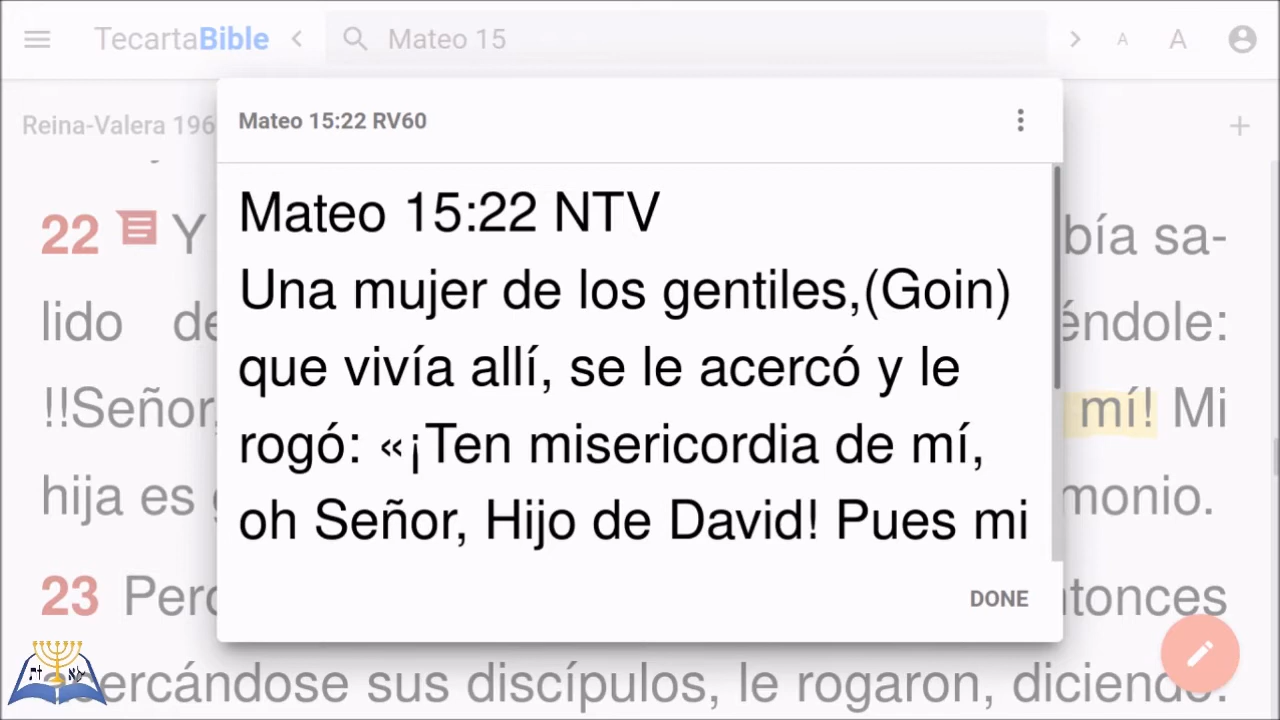 TecartaBible
Mateo 15
A A
Reina-Valera 196
Mateo 15:22 RV60
Mateo 15:22 NTV
Una mujer de los gentiles,(Goin)
que vivía allí, se le acercó y le
rogó: «¡Ten misericordia de mí,
oh Señor, Hijo de David! Pues mi
DONE
22 Y bía sa-
lido de éndole:
!!Señor, mí! Mi
hija es monio.
23 Pero ntonces
ercándose sus discípulos, le rogaron, diciendo: